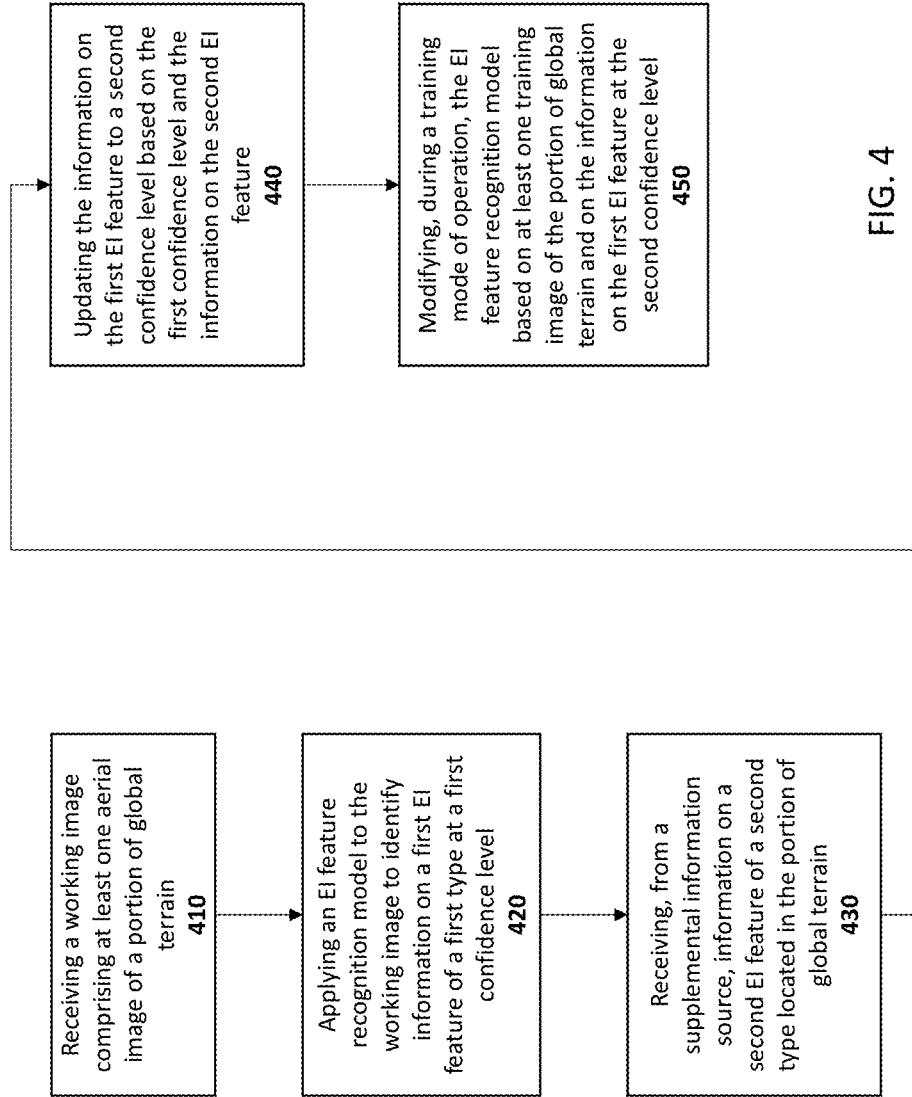 Receiving a working image
comprising at least one aerial
image of a portion of global
terrain
410
Applying an EI feature
recognition model to the
working image to identify
information on a first EI
feature of a first type at a first
confidence level
420
Receiving, from a
supplemental information
source, information on a
second EI feature of a second
type located in the portion of
global terrain
430
Updating the information on
the first EI feature to a second
confidence level based on the
first confidence level and the
information on the second EI
feature
440
Modifying, during a training
mode of operation, the EI
feature recognition model
based on at least one training
image of the portion of global
terrain and on the information
on the first EI feature at the
second confidence level
450
FIG. 4